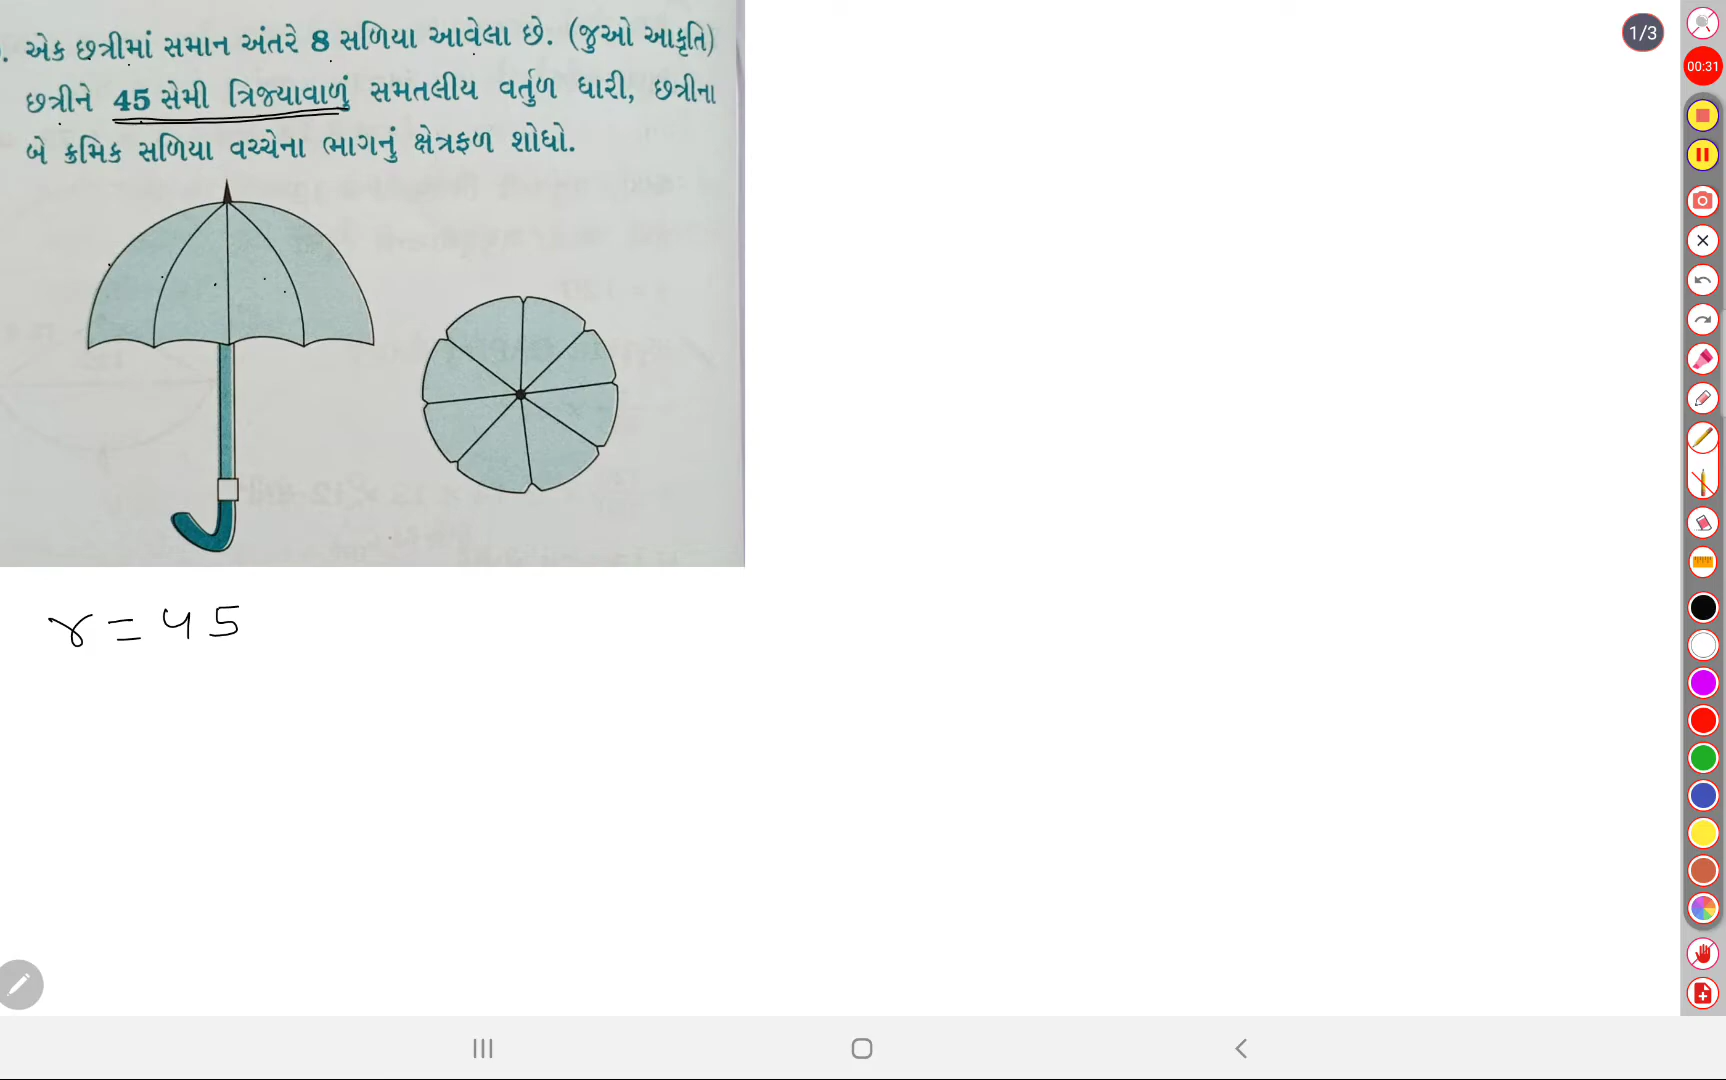 1/3
00:31
. એક છત્રીમાં સમાન અંતરે 8 સળિયા આવેલા છે. (જુઓ આકૃતિ)
છત્રીને 45 સેમી ત્રિજ્યાવાળું સમતલીય વર્તુળ ધારી, છત્રીના
બે ક્રમિક સળિયા વચ્ચેના ભાગનું ક્ષેત્રફળ શોધો.
r = 45